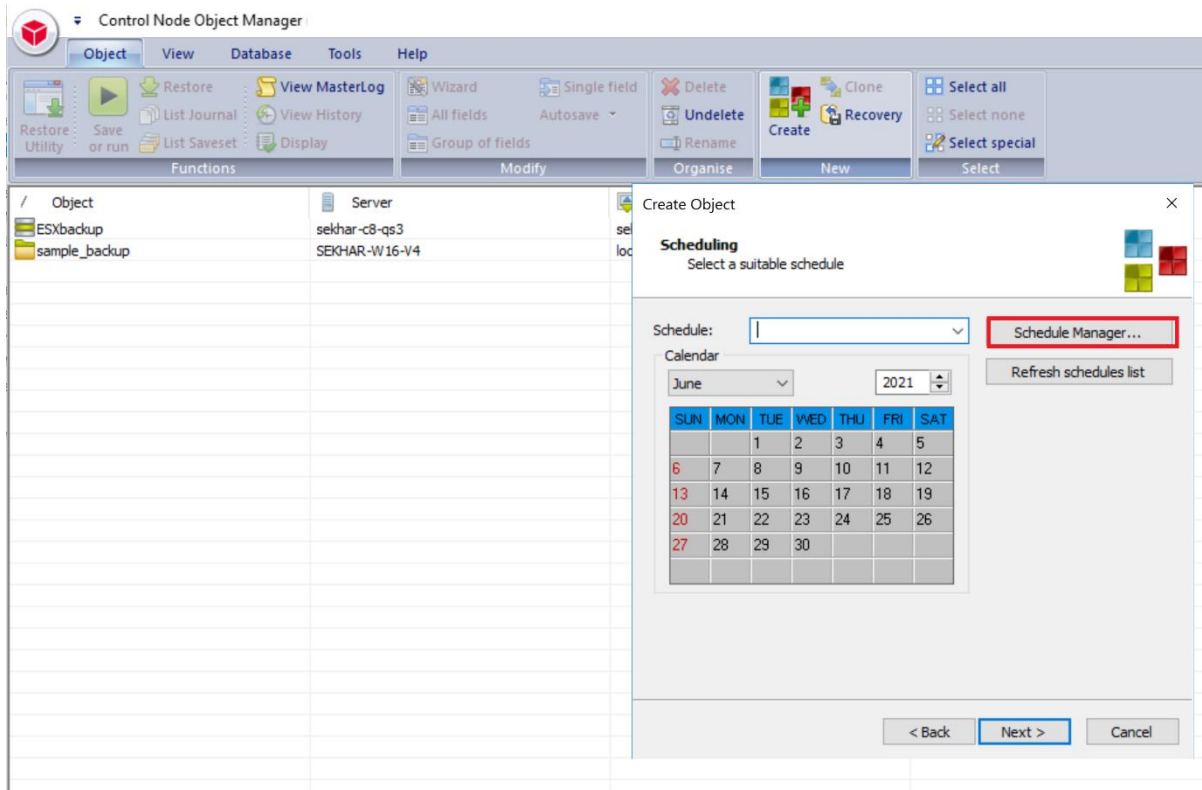 Control Node Object Manager
Object View Database Tools Help
Restore View MasterLog Wizard Single field Delete Clone Select all
List Journal View History All fields Autosave Undelete Create Recovery Select none
Restore Utility Save or run List Saveset Display Group of fields Rename Select special
Functions Modify Organise New Select
/ Object Server
ESXbackup sekhar-c8-qs3 sel
sample_backup SEKHAR-W16-V4 loc
Create Object
Scheduling
Select a suitable schedule
Schedule: Schedule Manager...
Calendar
June 2021 Refresh schedules list
SUN MON TUE WED THU FRI SAT
1 2 3 4 5
6 7 8 9 10 11 12
13 14 15 16 17 18 19
20 21 22 23 24 25 26
27 28 29 30
< Back Next > Cancel